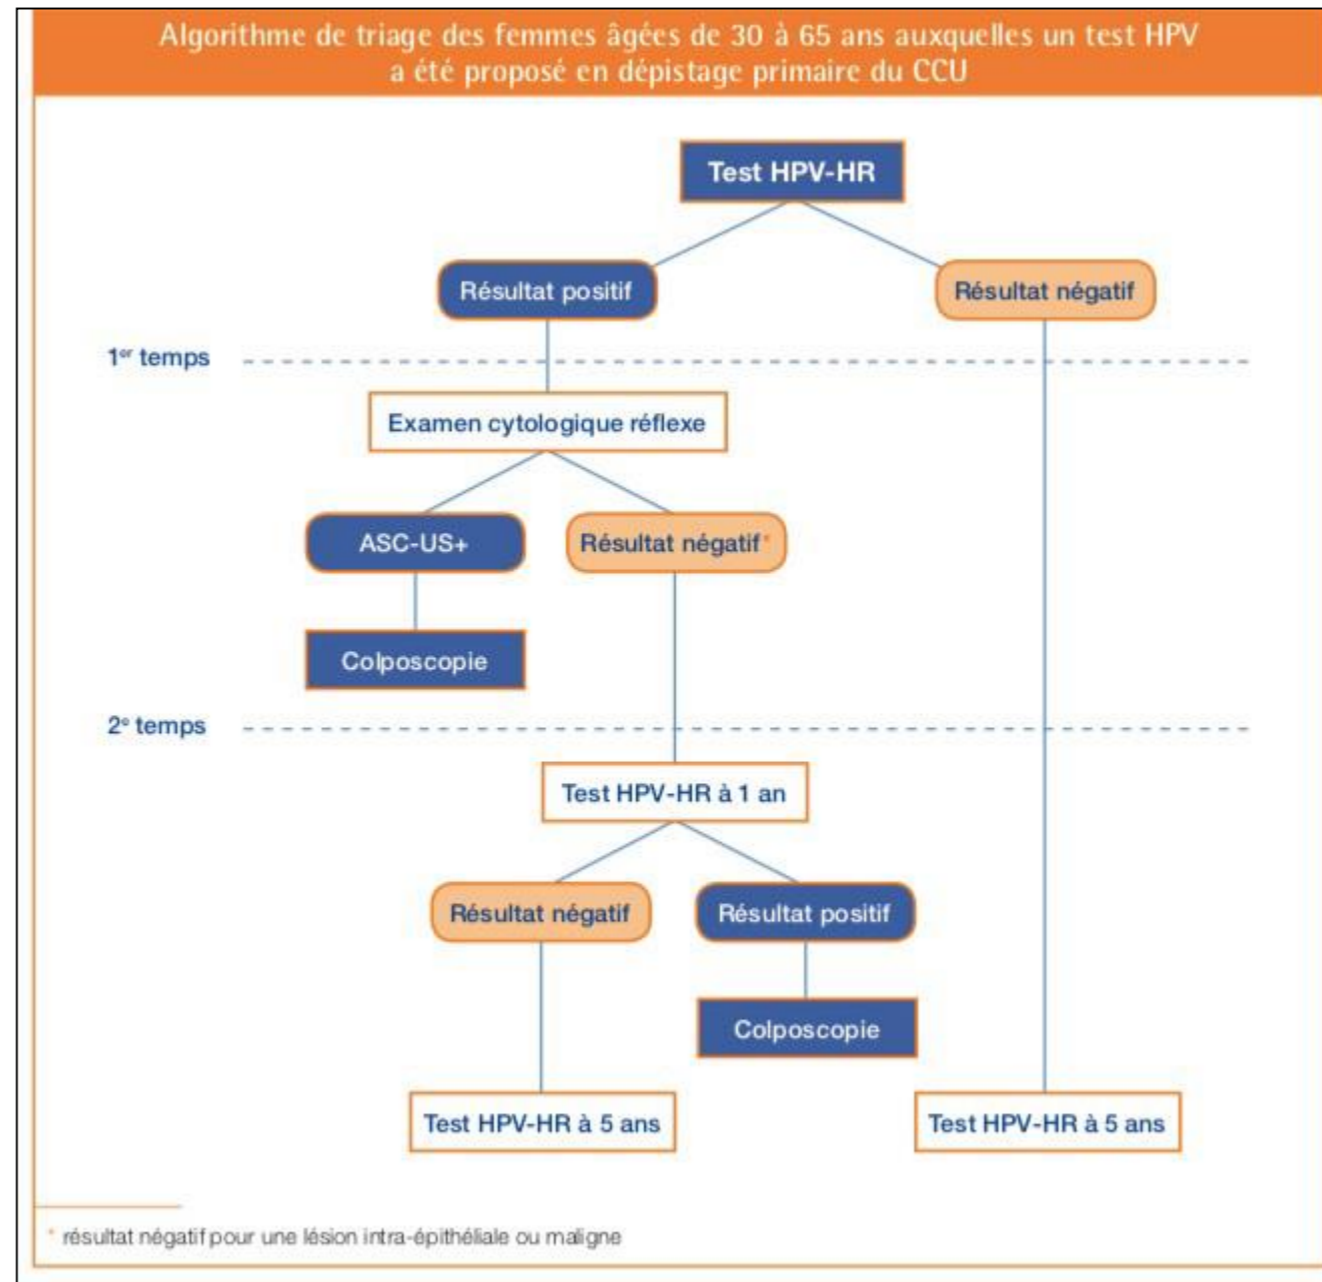 Algorithme de triage des femmes âgées de 30 à 65 ans auxquelles un test HPV
a été proposé en dépistage primaire du CCU
Test HPV-HR
Résultat positif
Résultat négatif
1er temps
Examen cytologique réflexe
ASC-US+
Résultat négatif*
Colposcopie
2e temps
Test HPV-HR à 1 an
Résultat négatif
Résultat positif
Colposcopie
Test HPV-HR à 5 ans
Test HPV-HR à 5 ans
* résultat négatif pour une lésion intra-épithéliale ou maligne